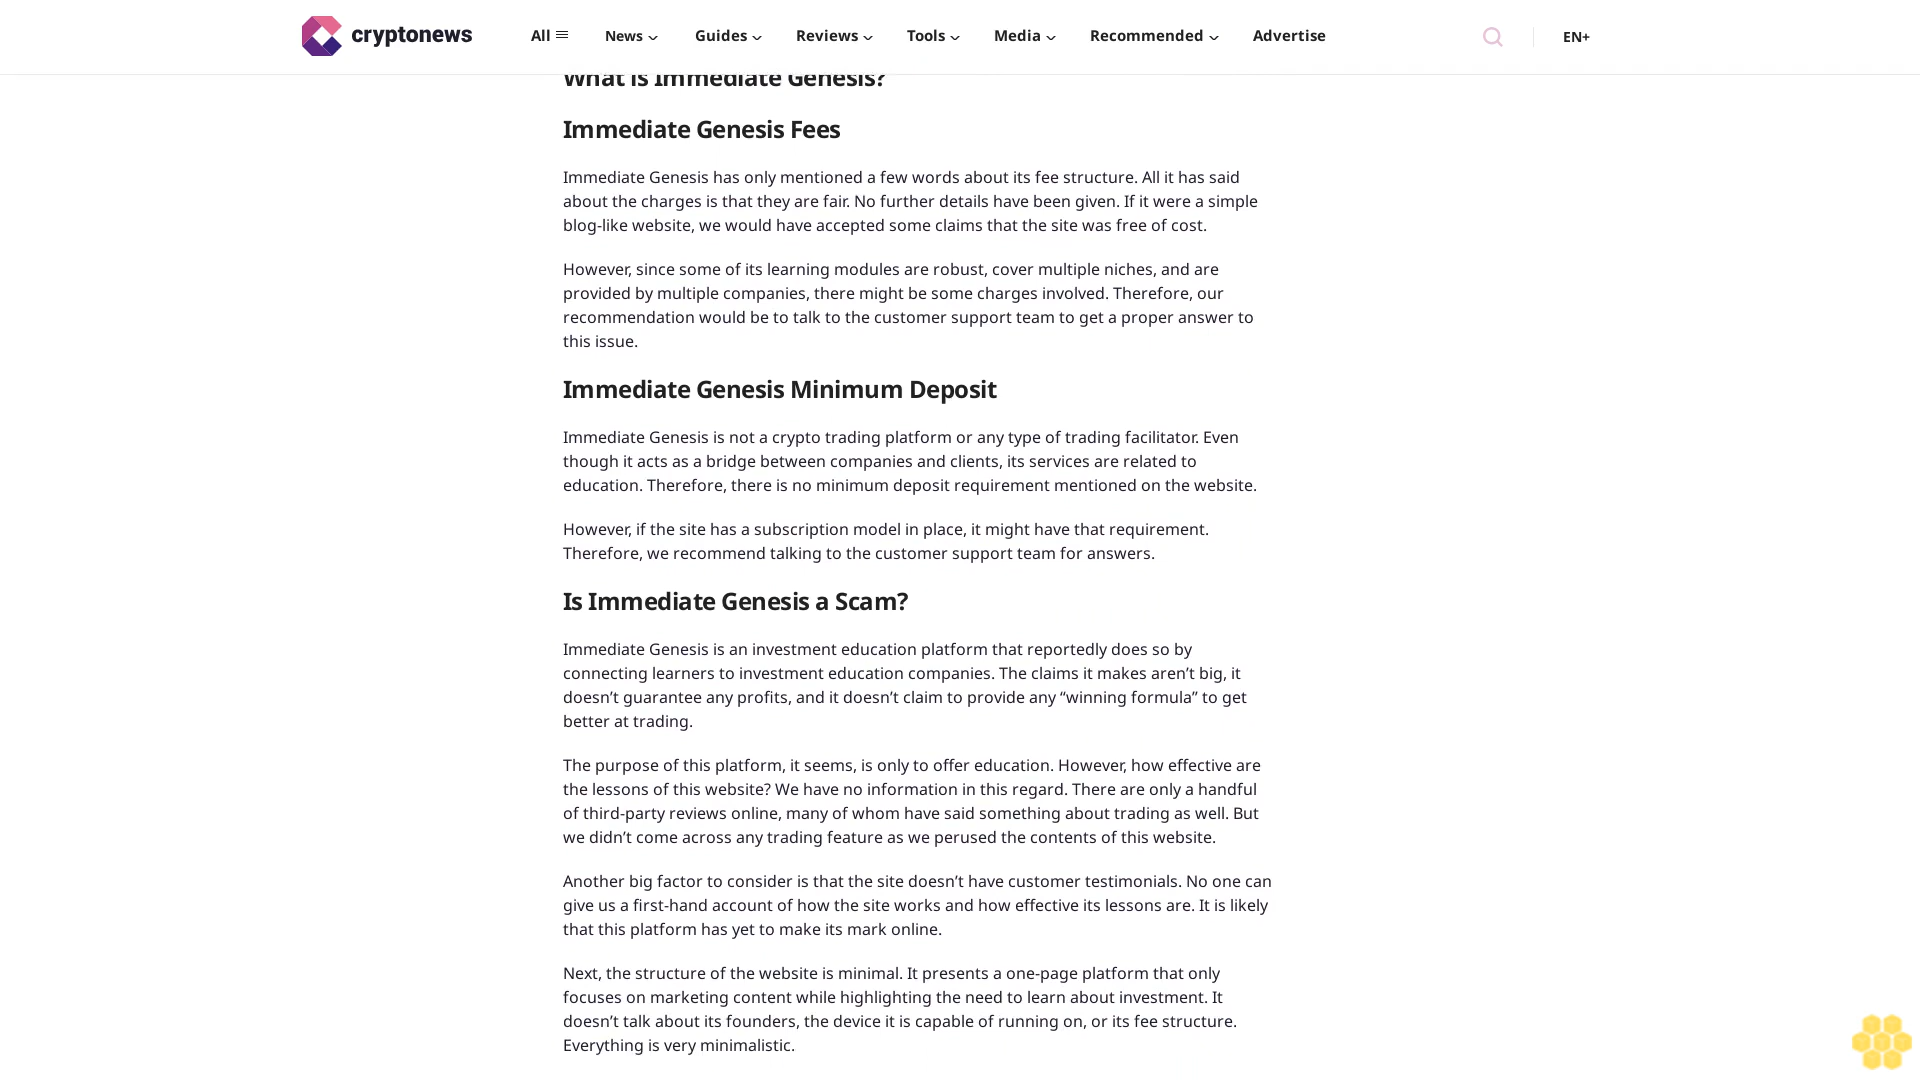 cryptonews
All
News
Guides
Reviews
Tools
Media
Recommended
Advertise
EN+
What is Immediate Genesis?
Immediate Genesis Fees
Immediate Genesis has only mentioned a few words about its fee structure. All it has said
about the charges is that they are fair. No further details have been given. If it were a simple
blog-like website, we would have accepted some claims that the site was free of cost.
However, since some of its learning modules are robust, cover multiple niches, and are
provided by multiple companies, there might be some charges involved. Therefore, our
recommendation would be to talk to the customer support team to get a proper answer to
this issue.
Immediate Genesis Minimum Deposit
Immediate Genesis is not a crypto trading platform or any type of trading facilitator. Even
though it acts as a bridge between companies and clients, its services are related to
education. Therefore, there is no minimum deposit requirement mentioned on the website.
However, if the site has a subscription model in place, it might have that requirement.
Therefore, we recommend talking to the customer support team for answers.
Is Immediate Genesis a Scam?
Immediate Genesis is an investment education platform that reportedly does so by
connecting learners to investment education companies. The claims it makes aren’t big, it
doesn’t guarantee any profits, and it doesn’t claim to provide any “winning formula” to get
better at trading.
The purpose of this platform, it seems, is only to offer education. However, how effective are
the lessons of this website? We have no information in this regard. There are only a handful
of third-party reviews online, many of whom have said something about trading as well. But
we didn’t come across any trading feature as we perused the contents of this website.
Another big factor to consider is that the site doesn’t have customer testimonials. No one can
give us a first-hand account of how the site works and how effective its lessons are. It is likely
that this platform has yet to make its mark online.
Next, the structure of the website is minimal. It presents a one-page platform that only
focuses on marketing content while highlighting the need to learn about investment. It
doesn’t talk about its founders, the device it is capable of running on, or its fee structure.
Everything is very minimalistic.